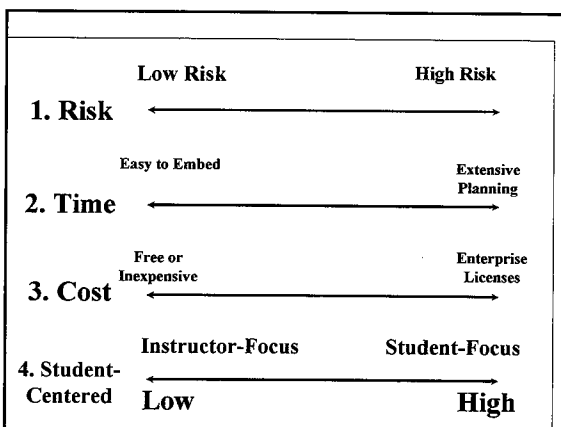 Low Risk High Risk
1. Risk
Easy to Embed Extensive
Planning
2. Time
Free or Enterprise
Inexpensive Licenses
3. Cost
Instructor-Focus Student-Focus
4. Student-
Centered
Low High